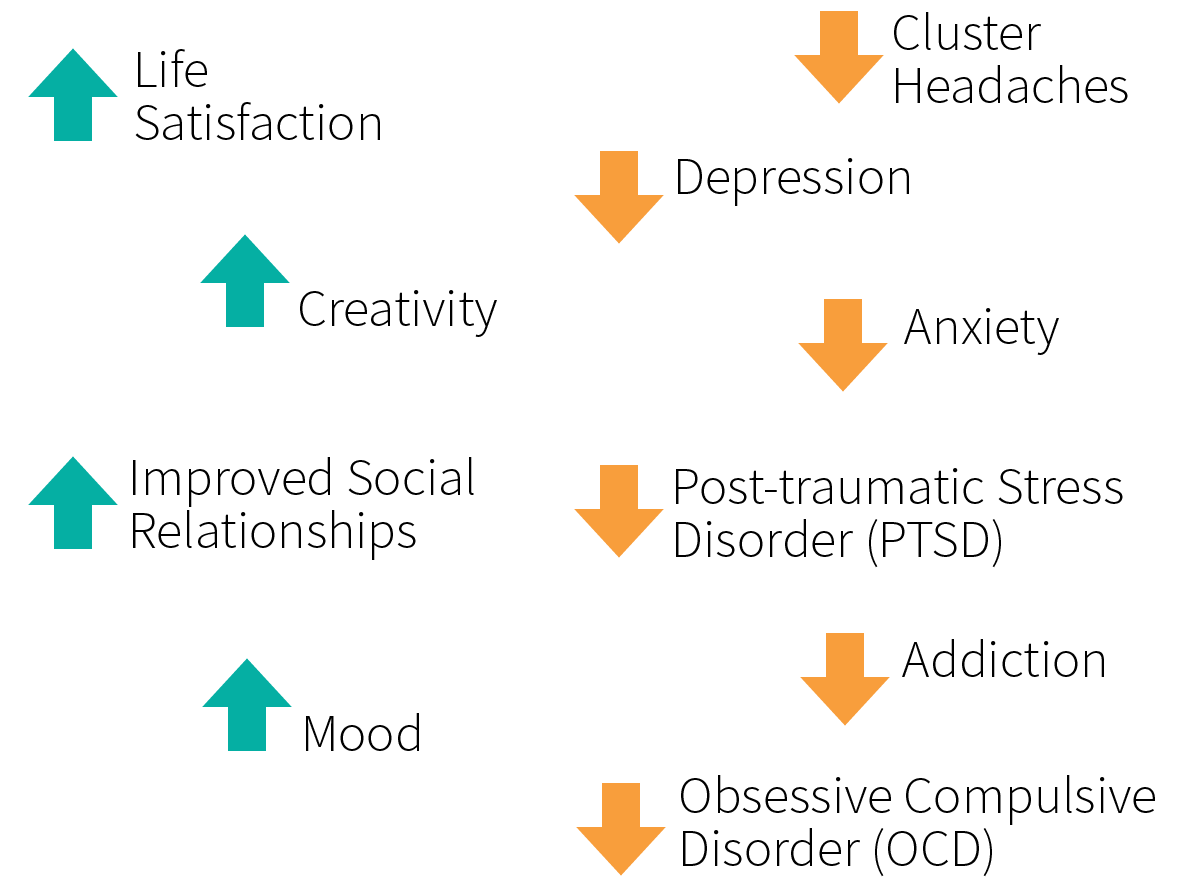 Life
Satisfaction
Creativity
Improved Social
Relationships
Mood
Cluster
Headaches
Depression
Anxiety
Post-traumatic Stress
Disorder (PTSD)
Addiction
Obsessive Compulsive
Disorder (OCD)